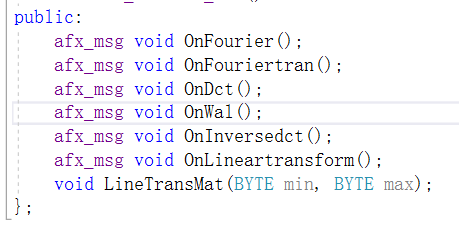 public:
afx_msg void OnFourier();
afx_msg void OnFouriertran();
afx_msg void OnDct();
afx_msg void OnWal();
afx_msg void OnInversedct();
afx_msg void OnLineartransform();
void LineTransMat(BYTE min, BYTE max);
};